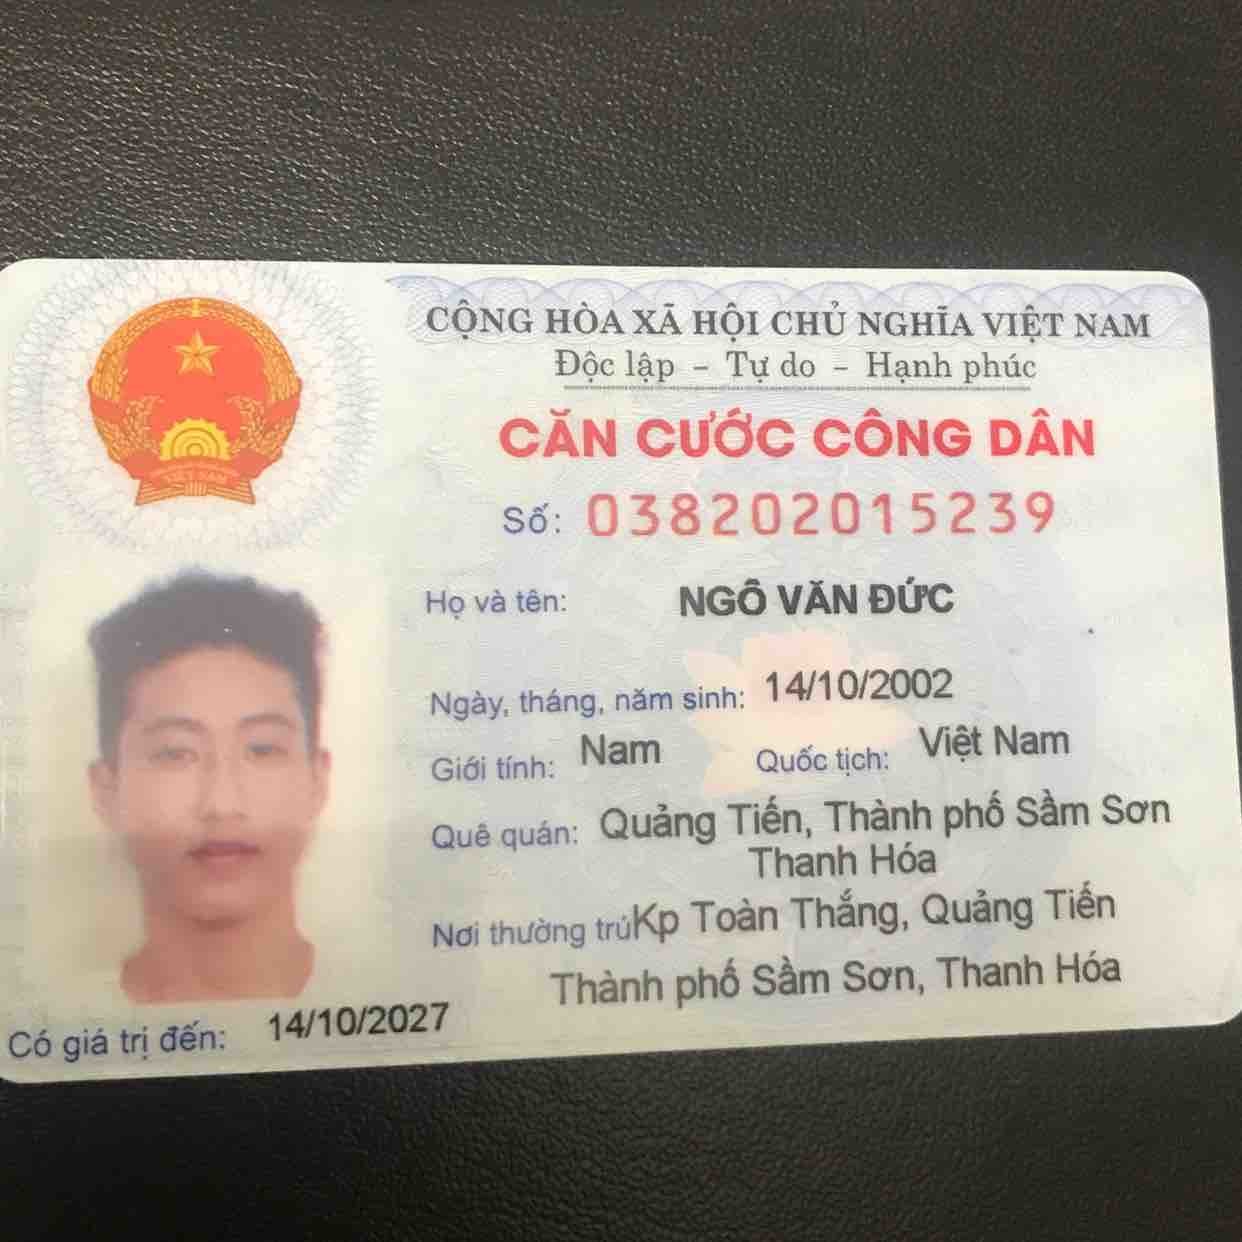 CỘNG HÒA XÃ HỘI CHỦ NGHĨA VIỆT NAM
Độc lập – Tự do – Hạnh phúc
CĂN CƯỚC CÔNG DÂN
Số: 038202015239
Họ và tên: NGÔ VĂN ĐỨC
Ngày, tháng, năm sinh: 14/10/2002
Giới tính: Nam Quốc tịch: Việt Nam
Quê quán: Quảng Tiến, Thành phố Sầm Sơn
Thanh Hóa
Nơi thường trú: Kp Toàn Thắng, Quảng Tiến
Thành phố Sầm Sơn, Thanh Hóa
Có giá trị đến: 14/10/2027